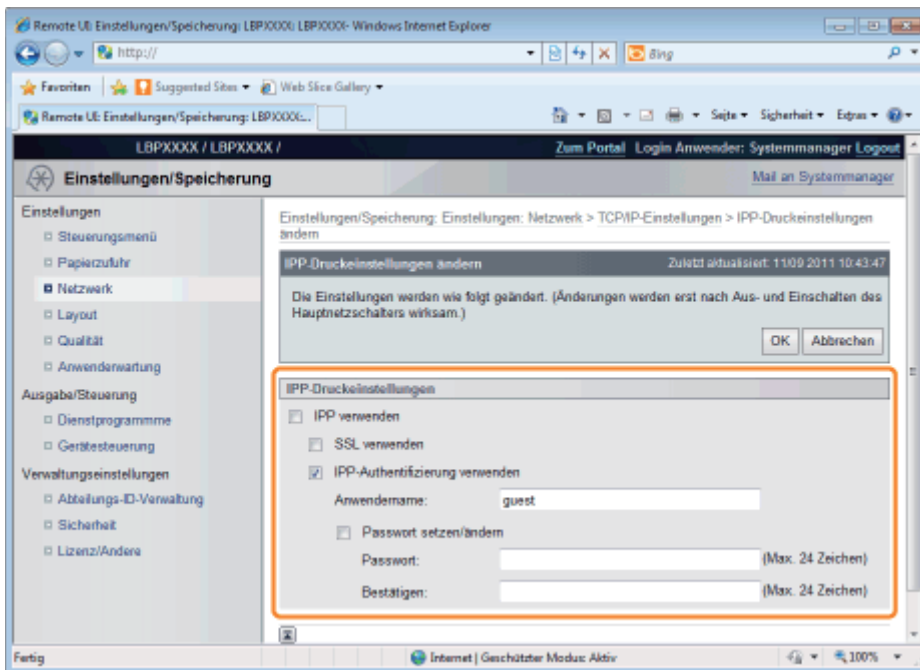 Remote UI: Einstellungen/Speicherung: LBPXXXX: LBPXXXX- Windows Internet Explorer
http://
Bing
Favoriten Suggested Sites Web Slice Gallery
Remote UI: Einstellungen/Speicherung: LBPXXXX:...
Seite Sicherheit Extras
LBPXXXX / LBPXXXX /
Zum Portal Login Anwender: Systemmanager Logout
Einstellungen/Speicherung
Mail an Systemmanager
Einstellungen
Steuerungsmenü
Papierzufuhr
Netzwerk
Layout
Qualität
Anwenderwartung
Ausgabe/Steuerung
Dienstprogrammme
Gerätesteuerung
Verwaltungseinstellungen
Abteilungs-ID-Verwaltung
Sicherheit
Lizenz/Andere
Einstellungen/Speicherung: Einstellungen: Netzwerk > TCP/IP-Einstellungen > IPP-Druckeinstellungen
ändern
IPP-Druckeinstellungen ändern
Zuletzt aktualisiert: 11/09 2011 10:43:47
Die Einstellungen werden wie folgt geändert. (Änderungen werden erst nach Aus- und Einschalten des
Hauptnetzschalters wirksam.)
OK Abbrechen
IPP-Druckeinstellungen
IPP verwenden
SSL verwenden
IPP-Authentifizierung verwenden
Anwendername: guest
Passwort setzen/ändern
Passwort: (Max. 24 Zeichen)
Bestätigen: (Max. 24 Zeichen)
Fertig
Internet | Geschützter Modus: Aktiv
100%